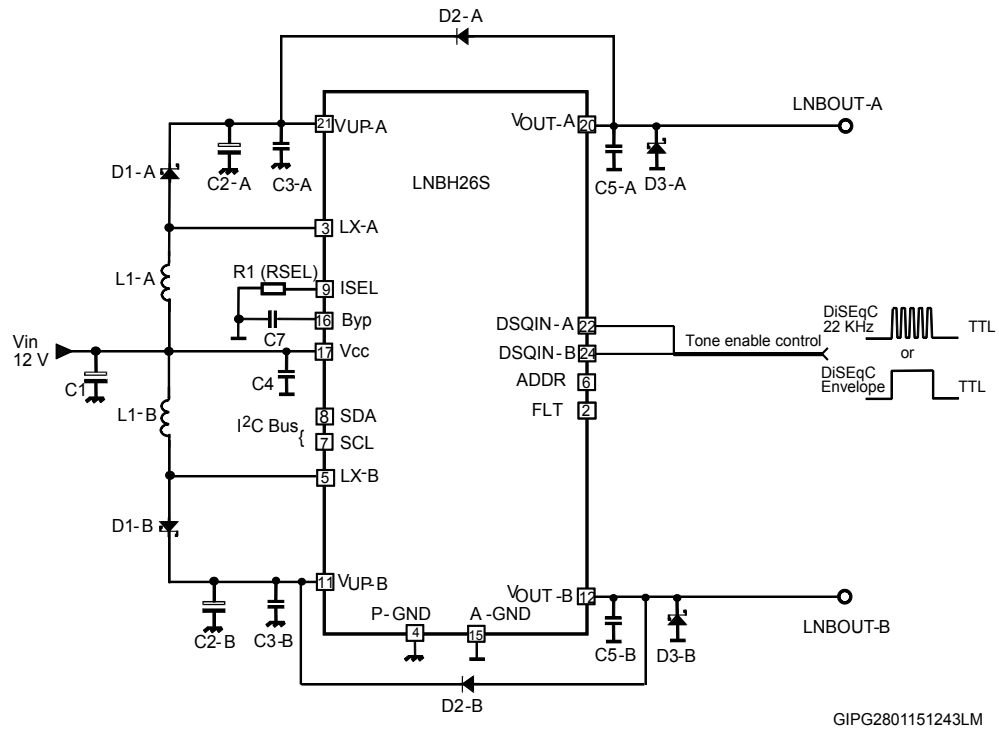 D2-A
LNBOUT-A
21 VUP-A
VOUT-A 20
D1-A
C2-A
C3-A
LNBH26S
C5-A
D3-A
3 LX-A
L1-A
R1 (RSEL)
9 ISEL
16 Byp
C7
Vin
12 V
17 Vcc
C1
C4
DSQIN-A 22
DSQIN-B 24
Tone enable control
DiSEqC
22 KHz
TTL
or
DiSEqC
Envelope
TTL
ADDR 6
FLT 2
L1-B
I2C Bus {
8 SDA
7 SCL
5 LX-B
D1-B
11 VUP-B
VOUT -B 12
P-GND
4
A -GND
15
C2-B
C3-B
C5-B
D3-B
LNBOUT-B
D2-B
GIPG2801151243LM